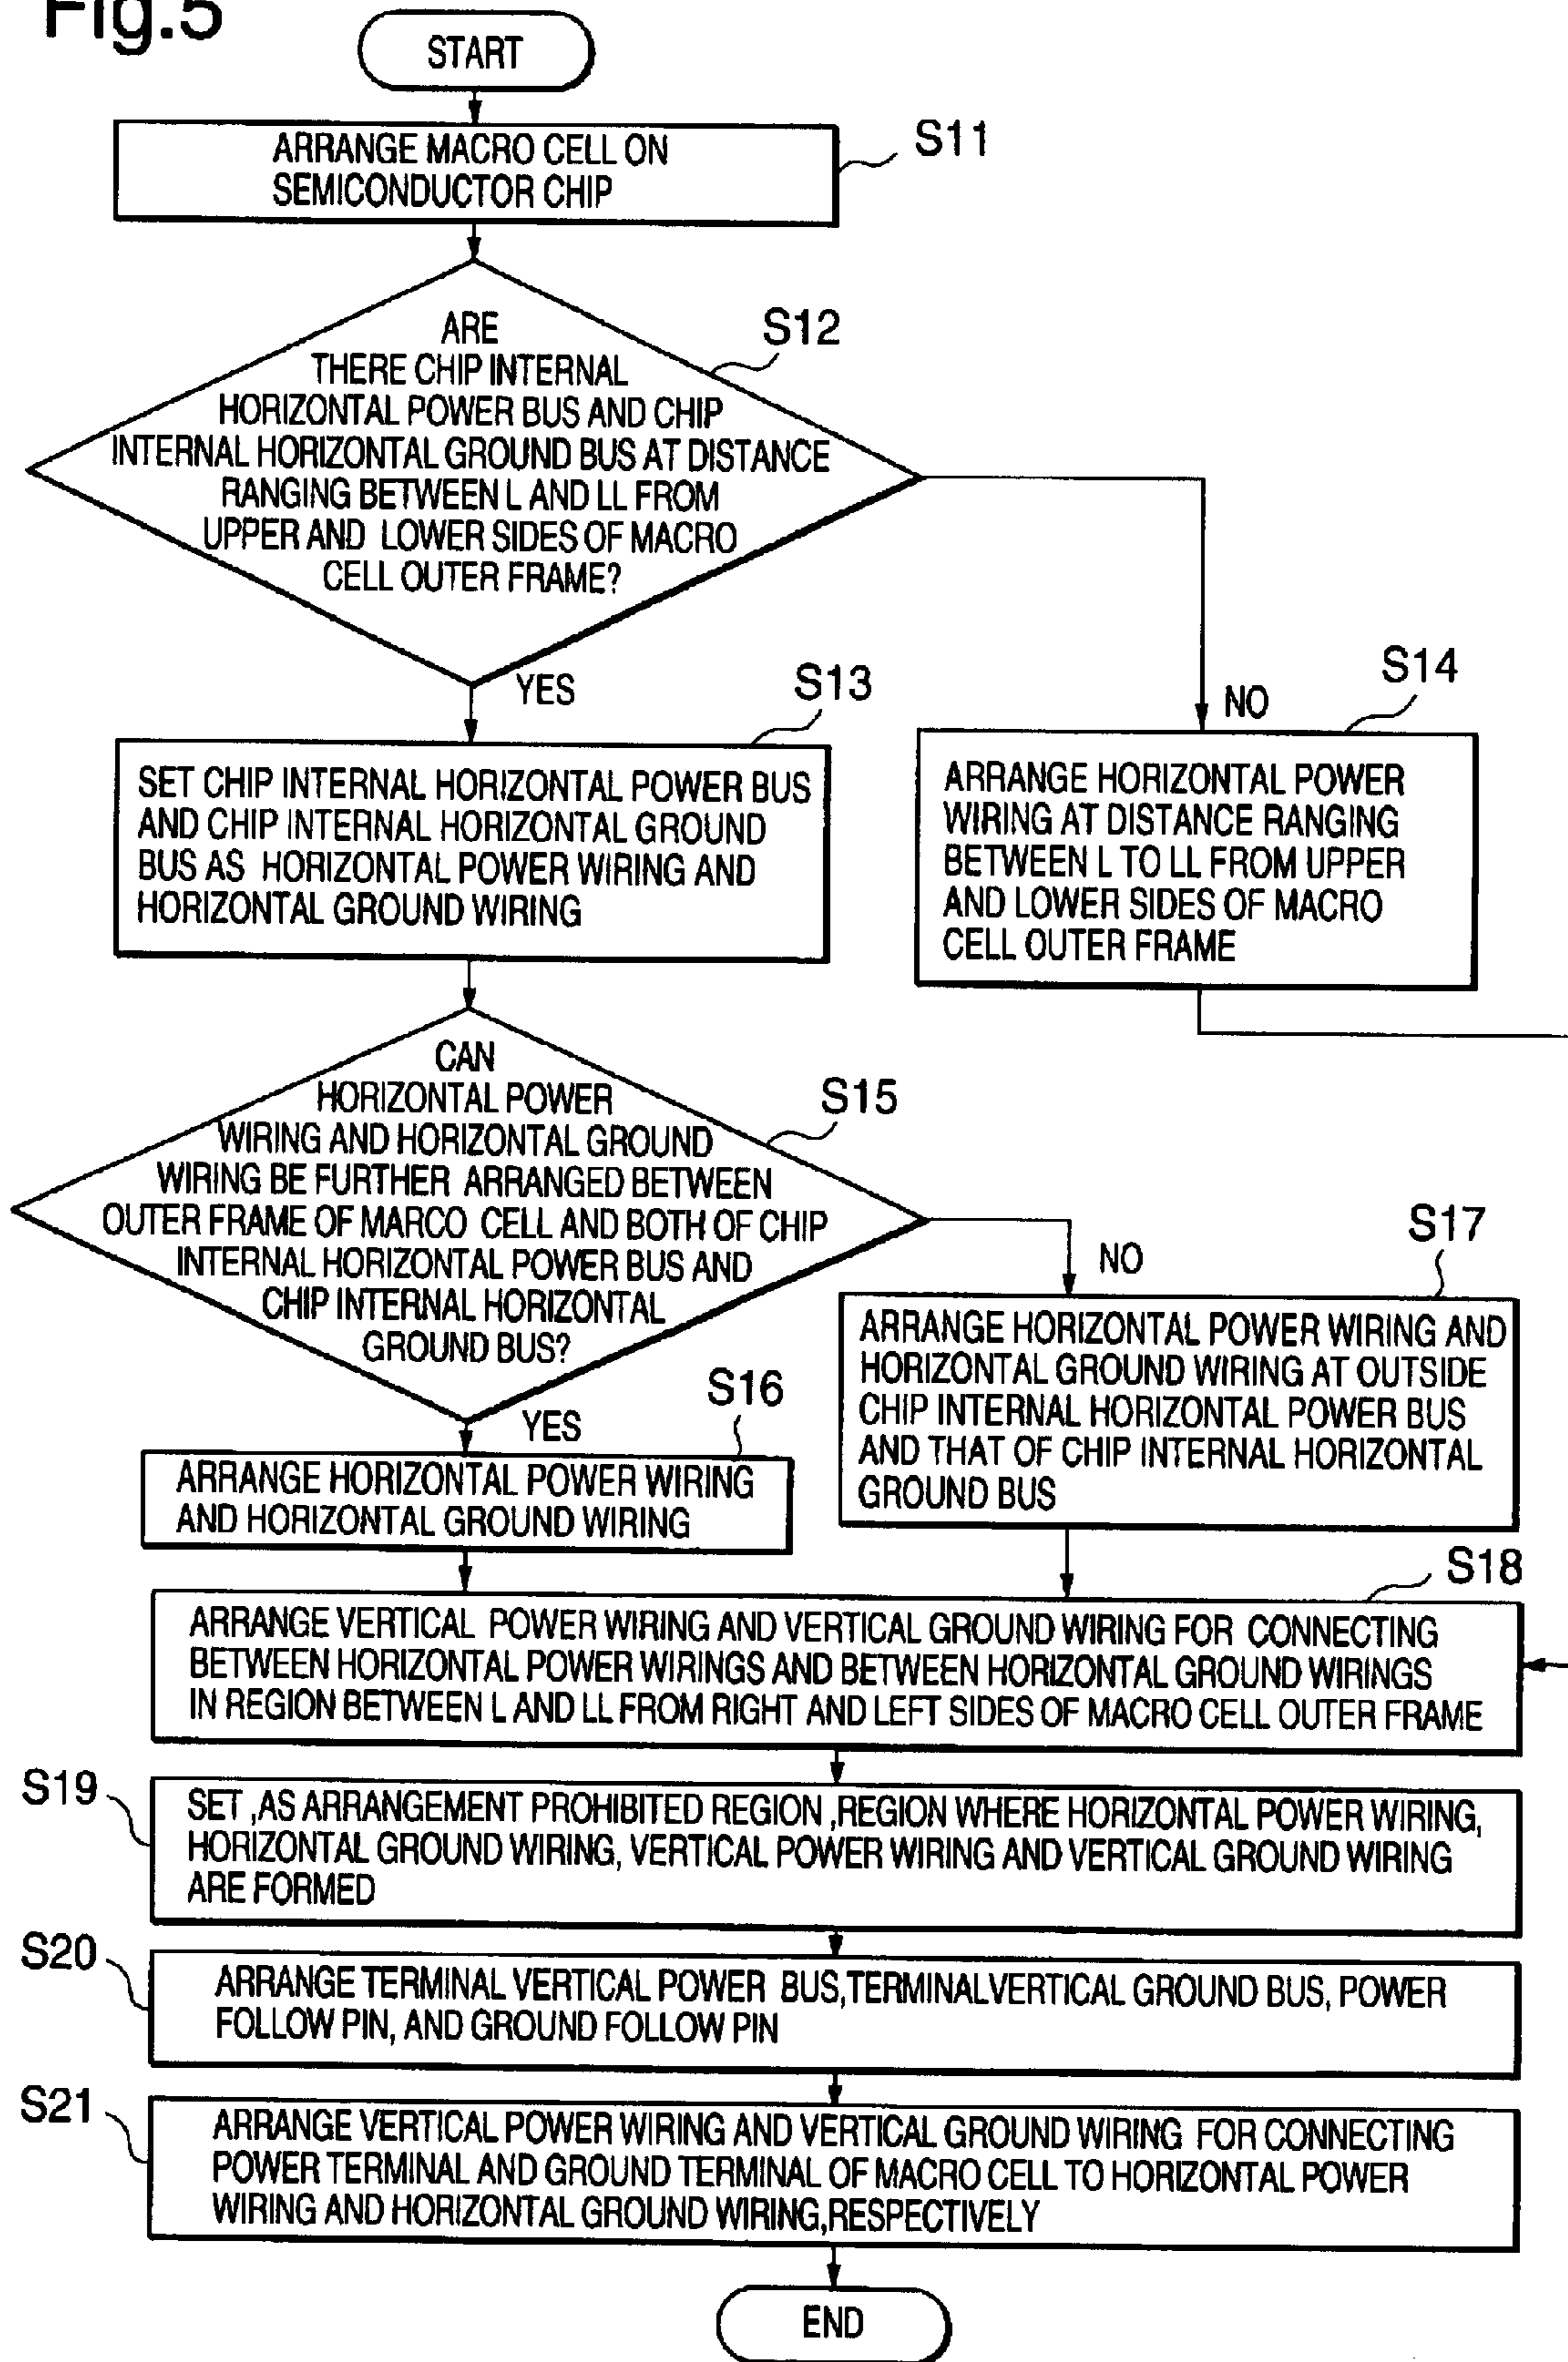 Fig.5
START
ARRANGE MACRO CELL ON
SEMICONDUCTOR CHIP
S11
ARE
THERE CHIP INTERNAL
HORIZONTAL POWER BUS AND CHIP
INTERNAL HORIZONTAL GROUND BUS AT DISTANCE
RANGING BETWEEN L AND LL FROM
UPPER AND LOWER SIDES OF MACRO
CELL OUTER FRAME?
S12
YES
NO
S13
SET CHIP INTERNAL HORIZONTAL POWER BUS
AND CHIP INTERNAL HORIZONTAL GROUND
BUS AS HORIZONTAL POWER WIRING AND
HORIZONTAL GROUND WIRING
S14
ARRANGE HORIZONTAL POWER
WIRING AT DISTANCE RANGING
BETWEEN L TO LL FROM UPPER
AND LOWER SIDES OF MACRO
CELL OUTER FRAME
CAN
HORIZONTAL POWER
WIRING AND HORIZONTAL GROUND
WIRING BE FURTHER ARRANGED BETWEEN
OUTER FRAME OF MARCO CELL AND BOTH OF CHIP
INTERNAL HORIZONTAL POWER BUS AND
CHIP INTERNAL HORIZONTAL
GROUND BUS?
S15
YES
NO
S16
ARRANGE HORIZONTAL POWER WIRING
AND HORIZONTAL GROUND WIRING
S17
ARRANGE HORIZONTAL POWER WIRING AND
HORIZONTAL GROUND WIRING AT OUTSIDE
CHIP INTERNAL HORIZONTAL POWER BUS
AND THAT OF CHIP INTERNAL HORIZONTAL
GROUND BUS
S18
ARRANGE VERTICAL POWER WIRING AND VERTICAL GROUND WIRING FOR CONNECTING
BETWEEN HORIZONTAL POWER WIRINGS AND BETWEEN HORIZONTAL GROUND WIRINGS
IN REGION BETWEEN L AND LL FROM RIGHT AND LEFT SIDES OF MACRO CELL OUTER FRAME
S19
SET ,AS ARRANGEMENT PROHIBITED REGION ,REGION WHERE HORIZONTAL POWER WIRING,
HORIZONTAL GROUND WIRING, VERTICAL POWER WIRING AND VERTICAL GROUND WIRING
ARE FORMED
S20
ARRANGE TERMINAL VERTICAL POWER BUS,TERMINALVERTICAL GROUND BUS, POWER
FOLLOW PIN, AND GROUND FOLLOW PIN
S21
ARRANGE VERTICAL POWER WIRING AND VERTICAL GROUND WIRING FOR CONNECTING
POWER TERMINAL AND GROUND TERMINAL OF MACRO CELL TO HORIZONTAL POWER
WIRING AND HORIZONTAL GROUND WIRING,RESPECTIVELY
END